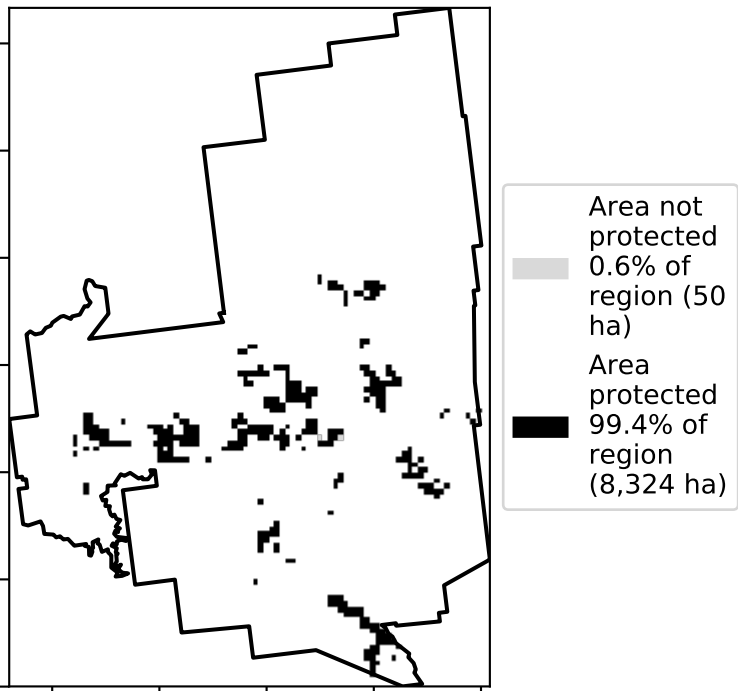 Area not
protected
0.6% of
region (50
ha)
Area
protected
99.4% of
region
(8,324 ha)